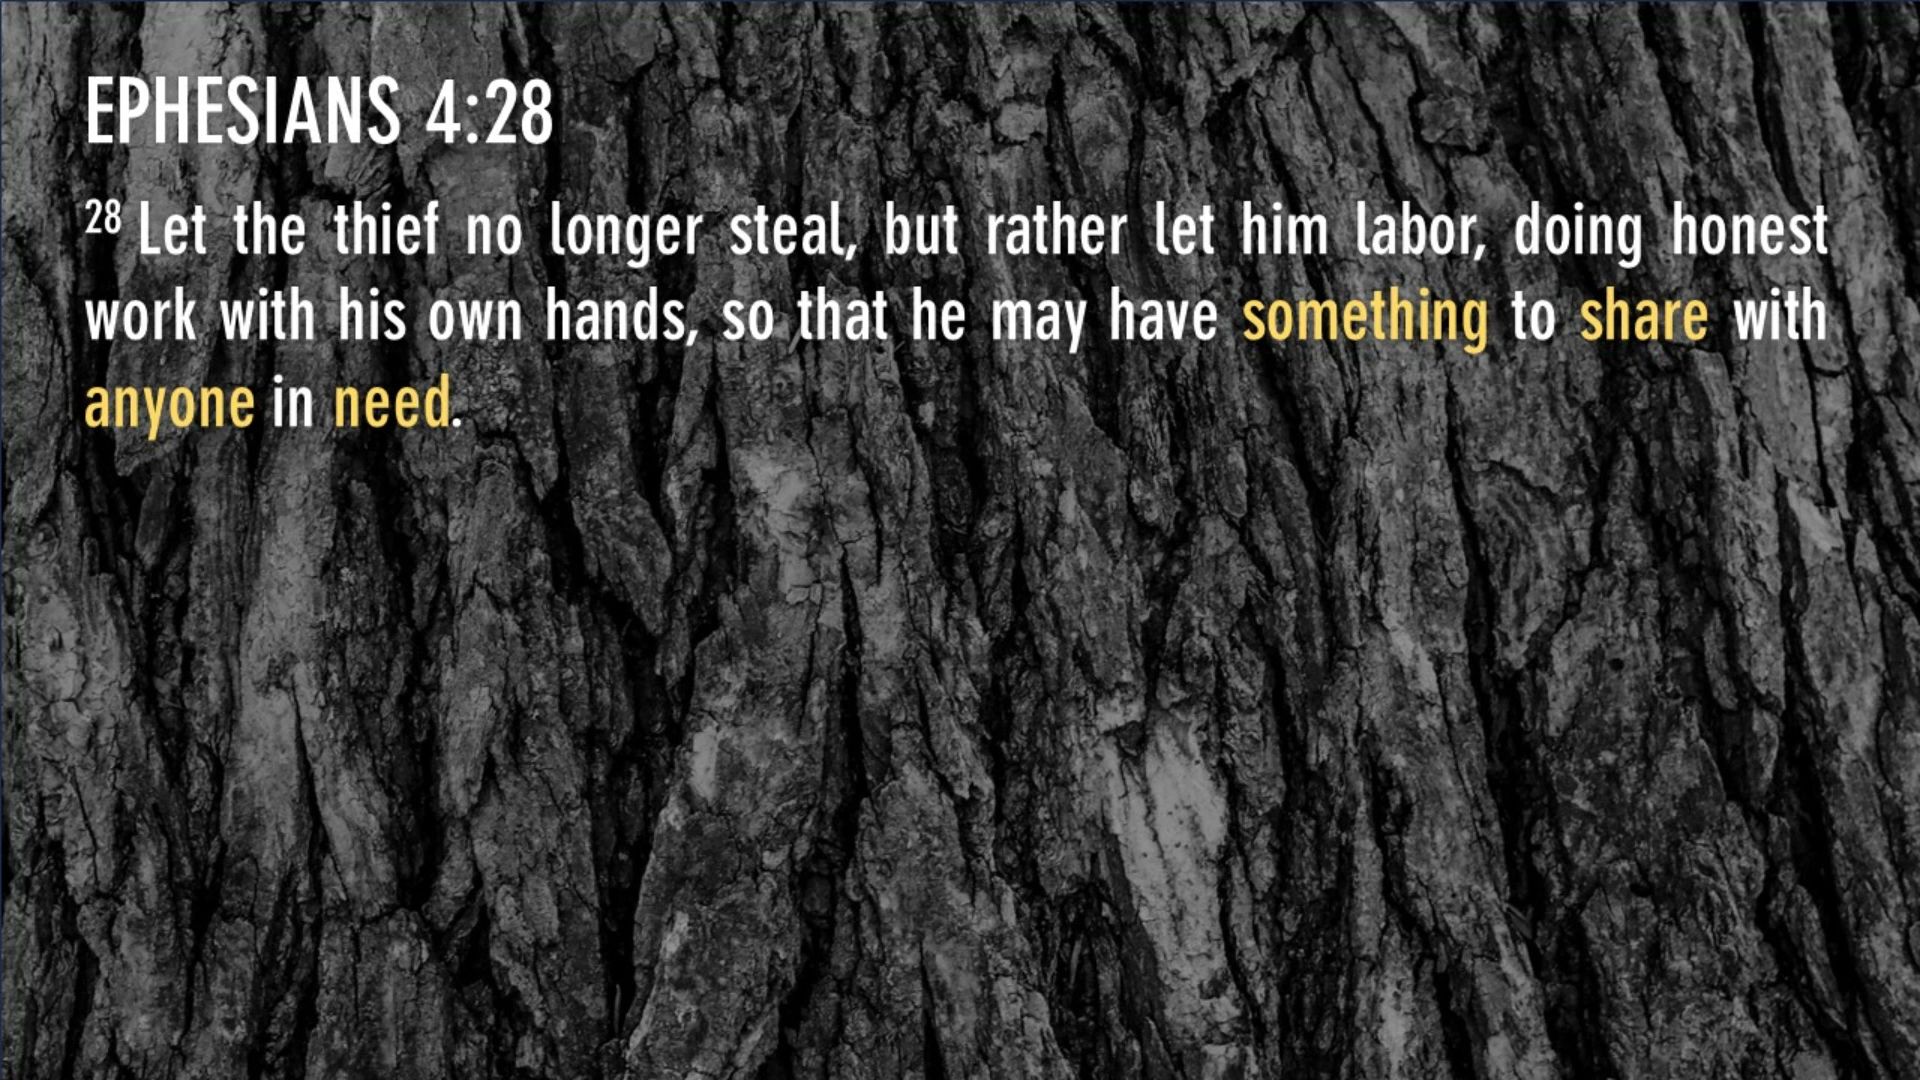 EPHESIANS 4:28
28 Let the thief no longer steal, but rather let him labor, doing honest
work with his own hands, so that he may have something to share with
anyone in need.